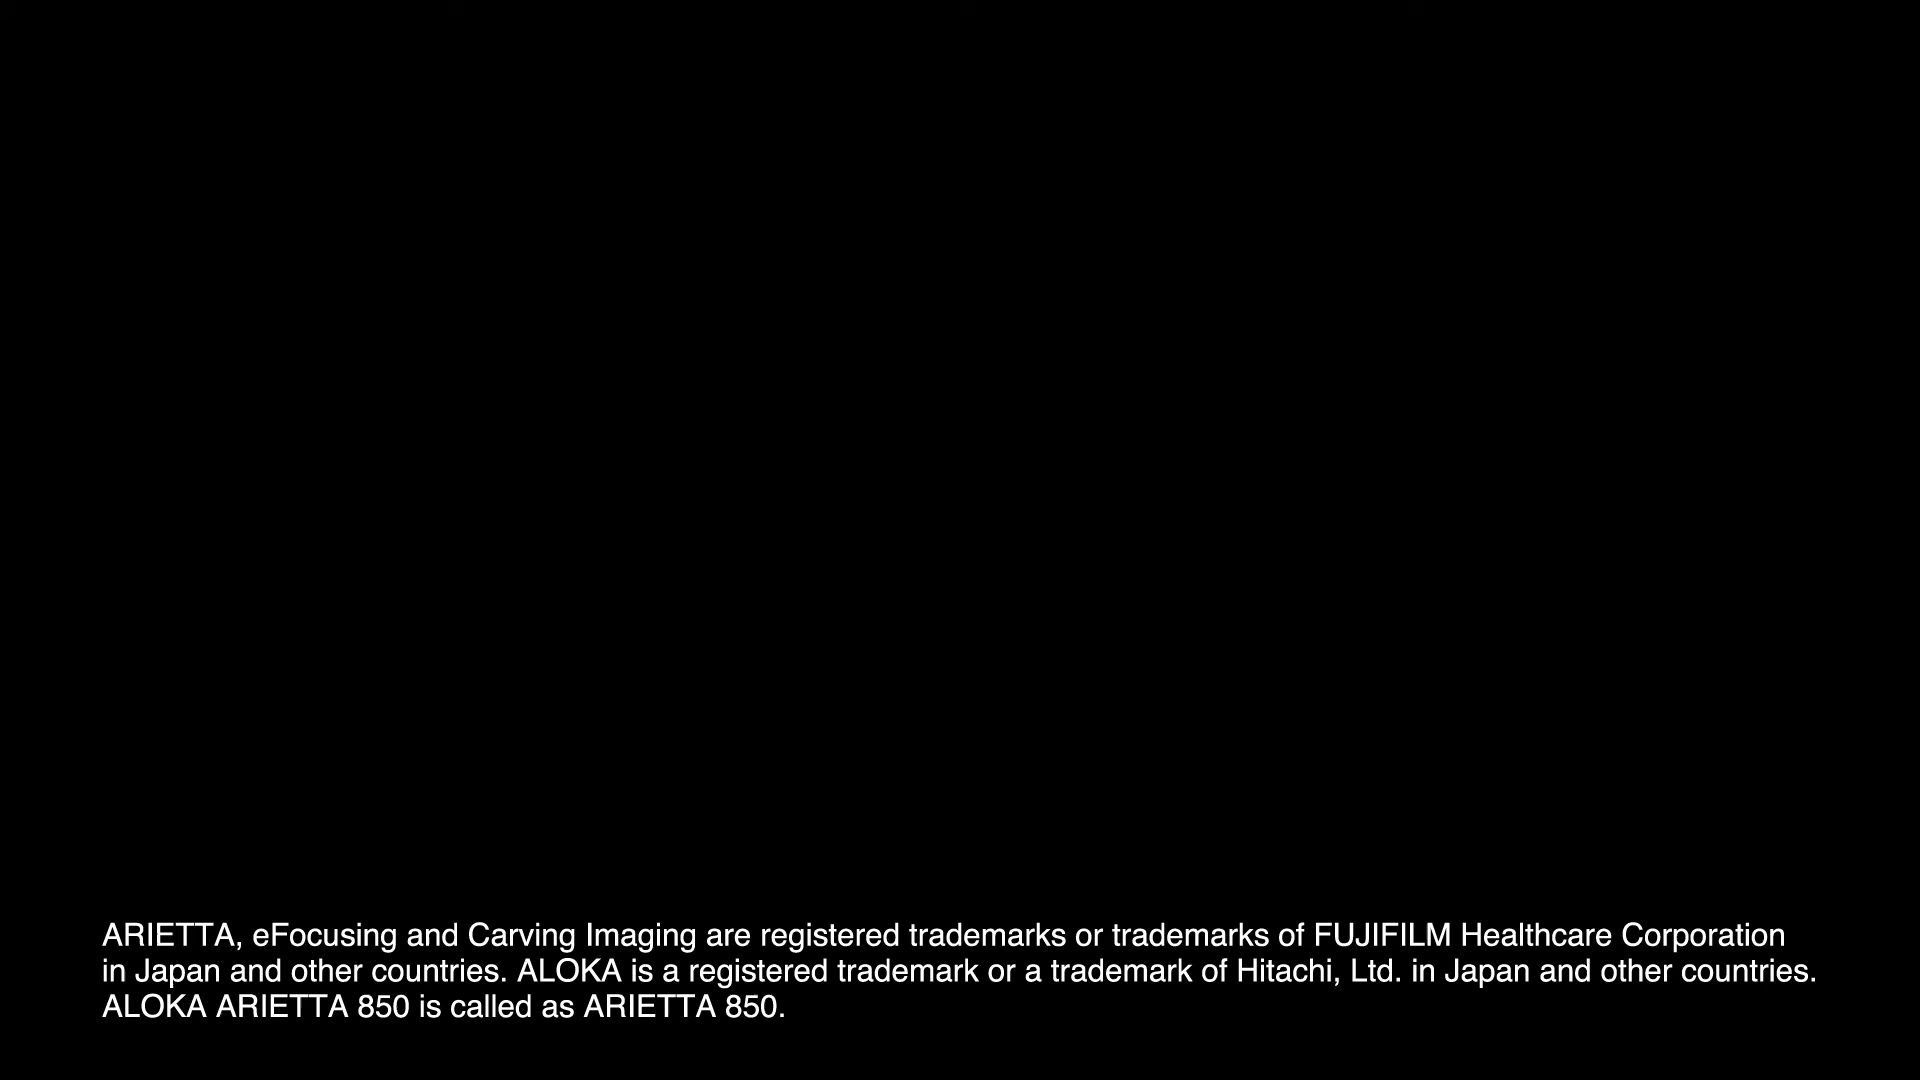 ARIETTA, eFocusing and Carving Imaging are registered trademarks or trademarks of FUJIFILM Healthcare Corporation
in Japan and other countries. ALOKA is a registered trademark or a trademark of Hitachi, Ltd. in Japan and other countries.
ALOKA ARIETTA 850 is called as ARIETTA 850.